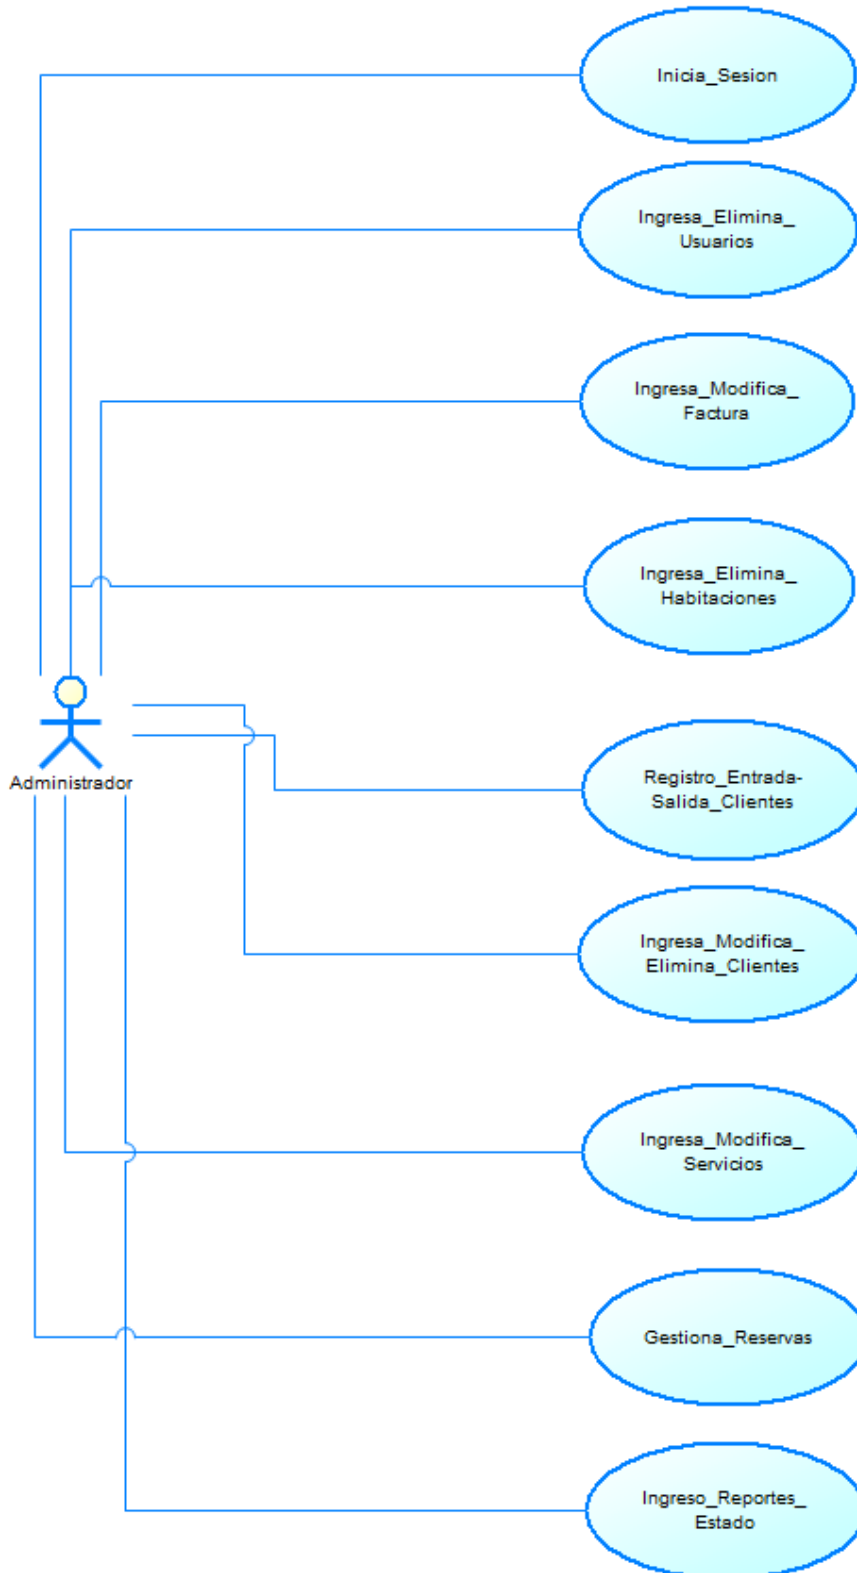 Inicia_Sesion
Ingresa_Elimina_
Usuarios
Ingresa_Modifica_
Factura
Ingresa_Elimina_
Habitaciones
Administrador
Registro_Entrada-
Salida_Clientes
Ingresa_Modifica_
Elimina_Clientes
Ingresa_Modifica_
Servicios
Gestiona_Reservas
Ingreso_Reportes_
Estado